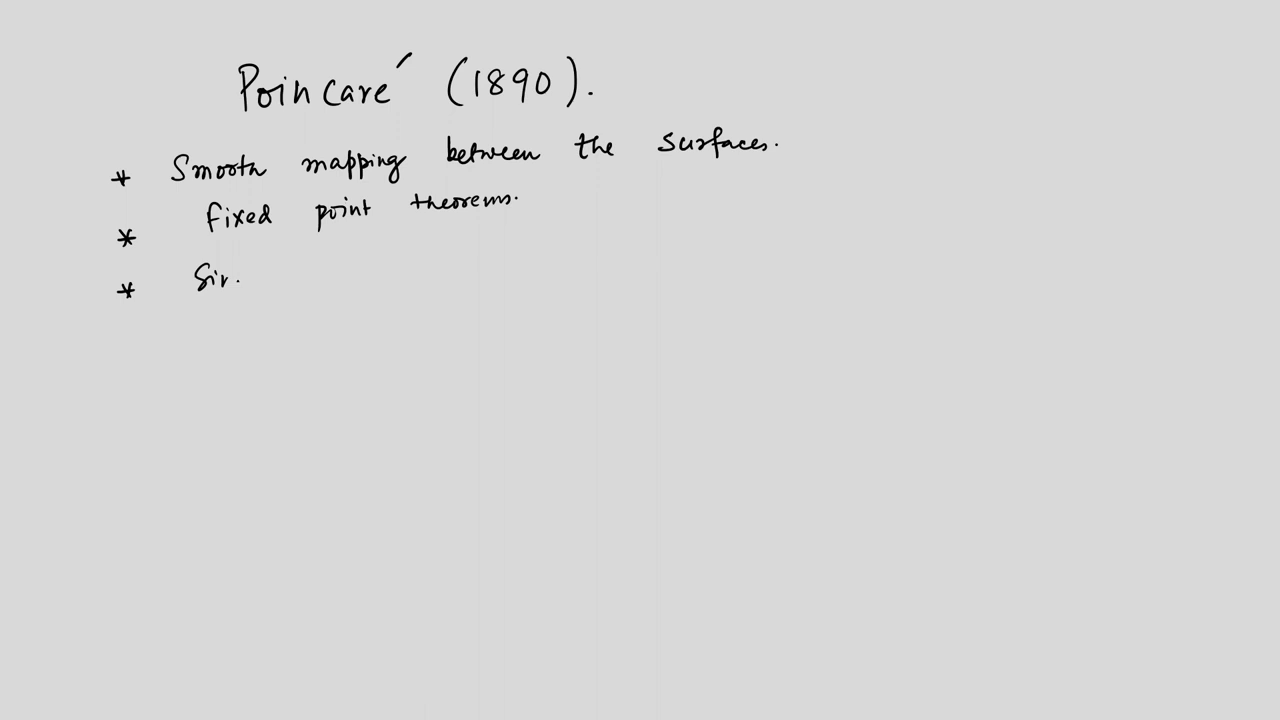 Poincaré (1890).
* Smooth mapping between the surfaces.
* fixed point theorems.
* Sir.